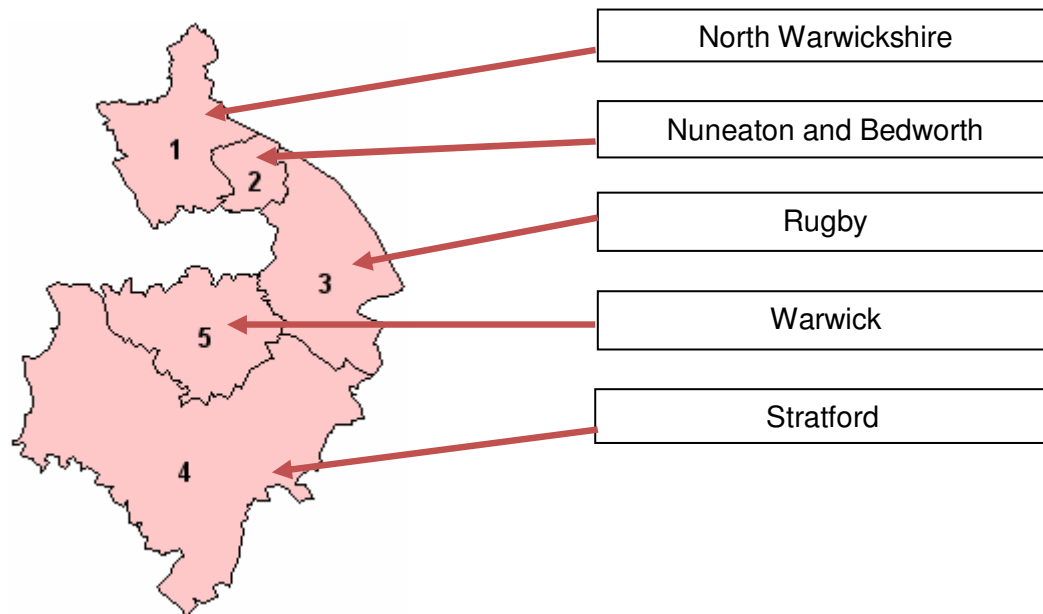 North Warwickshire
Nuneaton and Bedworth
1
2
Rugby
3
Warwick
5
Stratford
4